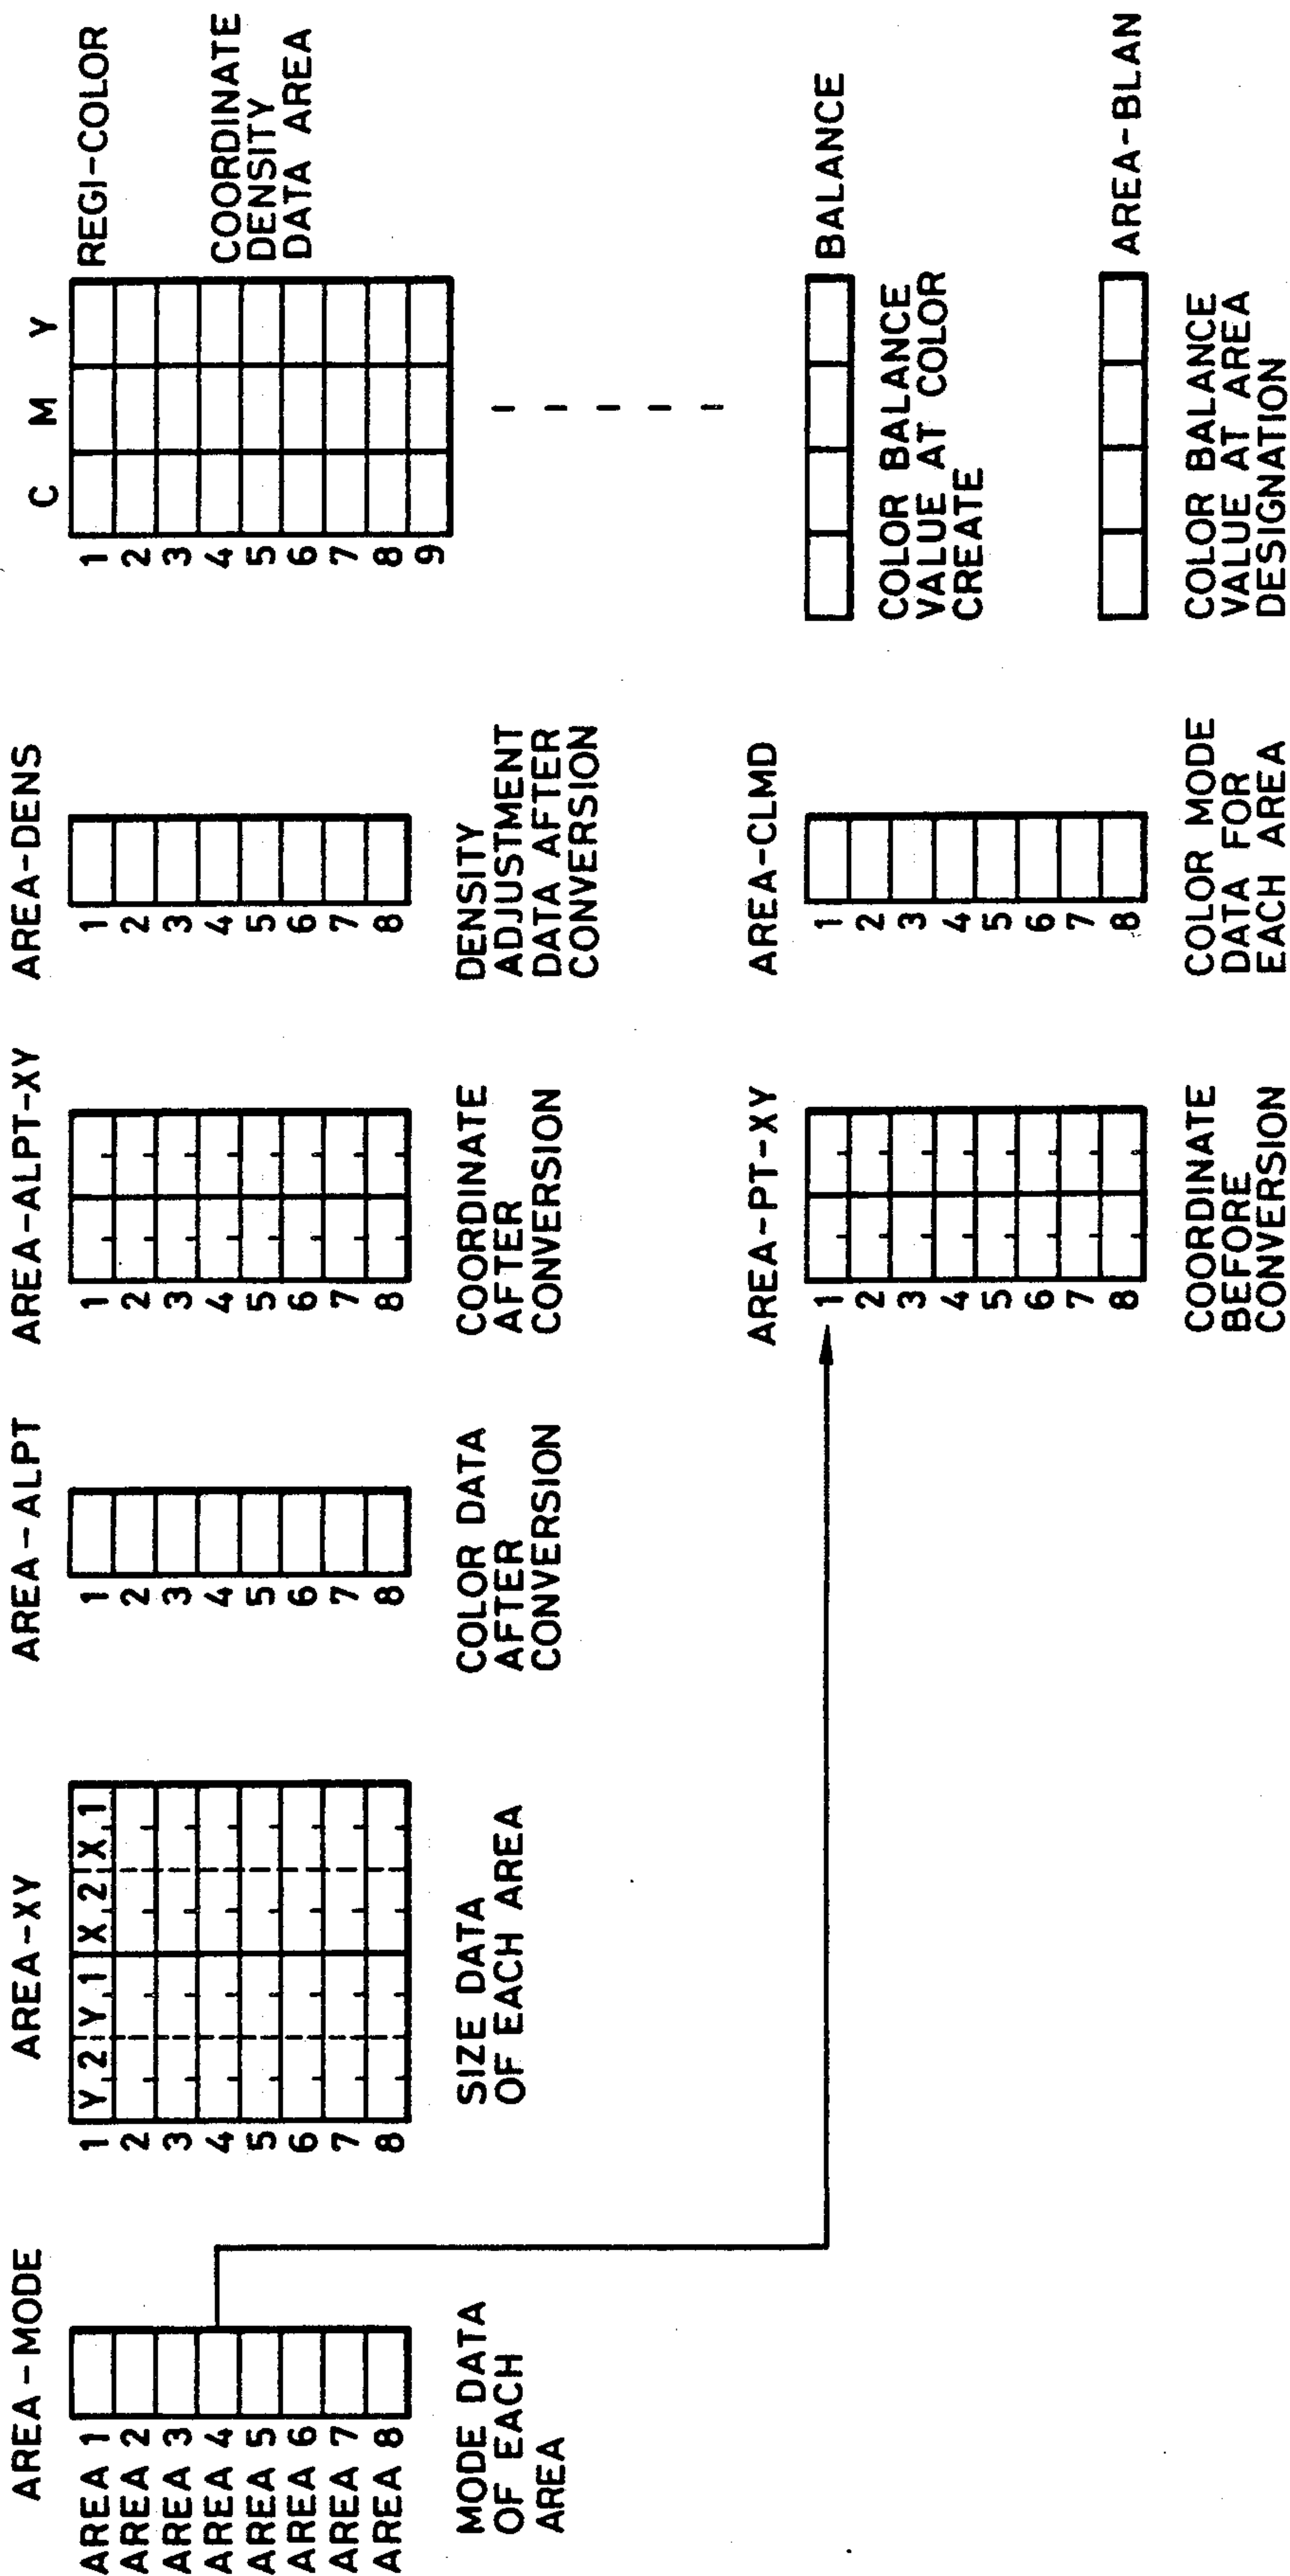 AREA-MODE
AREA 1
AREA 2
AREA 3
AREA 4
AREA 5
AREA 6
AREA 7
AREA 8
MODE DATA
OF EACH
AREA
AREA-XY
Y 2 Y 1 X 2 X 1
1
2
3
4
5
6
7
8
SIZE DATA
OF EACH AREA
AREA-ALPT
1
2
3
4
5
6
7
8
COLOR DATA
AFTER
CONVERSION
AREA-ALPT-XY
1
2
3
4
5
6
7
8
COORDINATE
AFTER
CONVERSION
AREA-DENS
1
2
3
4
5
6
7
8
DENSITY
ADJUSTMENT
DATA AFTER
CONVERSION
C M Y
1
2
3
4
5
6
7
8
9
REGI-COLOR
COORDINATE
DENSITY
DATA AREA
AREA-PT-XY
1
2
3
4
5
6
7
8
COORDINATE
BEFORE
CONVERSION
AREA-CLMD
1
2
3
4
5
6
7
8
COLOR MODE
DATA FOR
EACH AREA
BALANCE
COLOR BALANCE
VALUE AT COLOR
CREATE
AREA-BLAN
COLOR BALANCE
VALUE AT AREA
DESIGNATION